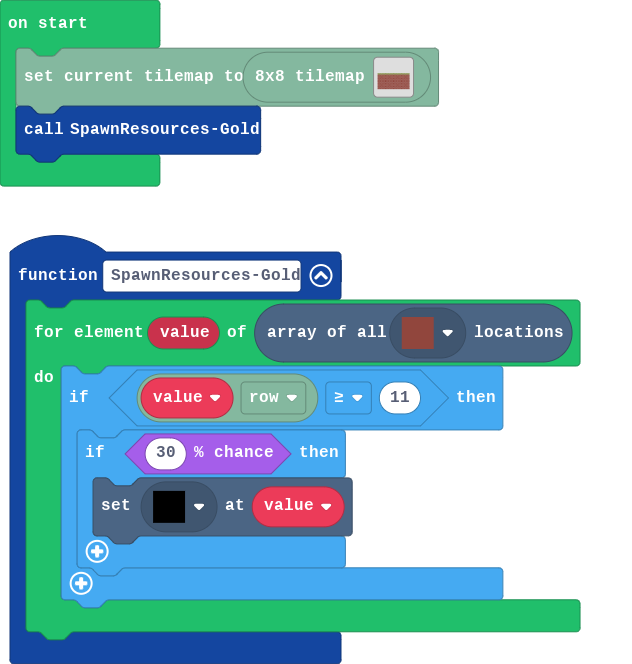 on start
set current tilemap to 8x8 tilemap
call SpawnResources-Gold
function SpawnResources-Gold
for element value of array of all locations
do
if value row ≥ 11 then
if 30 % chance then
set at value